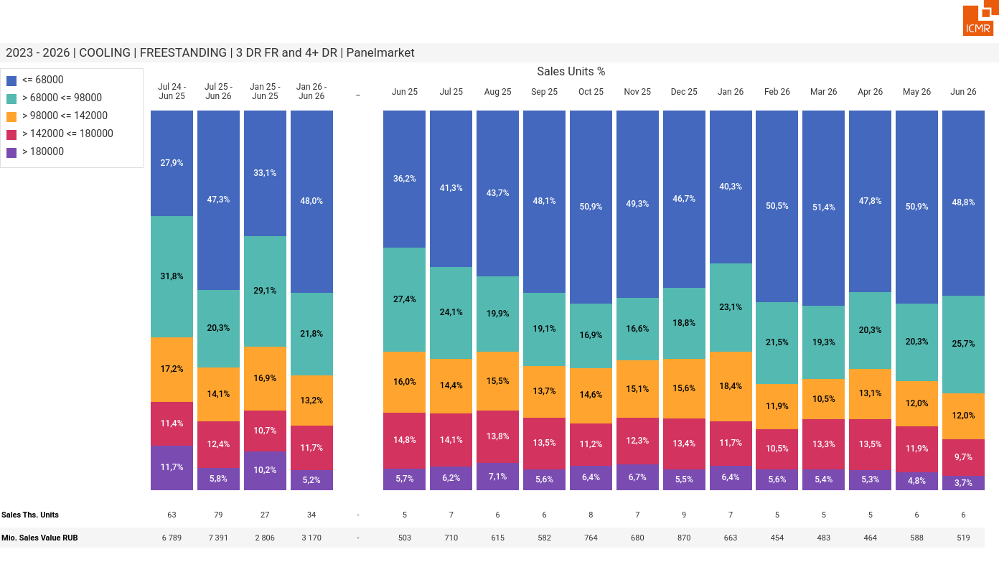 ICMR
2023 - 2026 | COOLING | FREESTANDING | 3 DR FR and 4+ DR | Panelmarket
<= 68000
> 68000 <= 98000
> 98000 <= 142000
> 142000 <= 180000
> 180000
Sales Units %
Jul 24 - Jun 25 Jul 25 - Jun 26 Jan 25 - Jun 25 Jan 26 - Jun 26 – Jun 25 Jul 25 Aug 25 Sep 25 Oct 25 Nov 25 Dec 25 Jan 26 Feb 26 Mar 26 Apr 26 May 26 Jun 26
27,9% 47,3% 33,1% 48,0% 36,2% 41,3% 43,7% 48,1% 50,9% 49,3% 46,7% 40,3% 50,5% 51,4% 47,8% 50,9% 48,8%
31,8% 20,3% 29,1% 21,8% 27,4% 24,1% 19,9% 19,1% 16,9% 16,6% 18,8% 23,1% 21,5% 19,3% 20,3% 20,3% 25,7%
17,2% 14,1% 16,9% 13,2% 16,0% 14,4% 15,5% 13,7% 14,6% 15,1% 15,6% 18,4% 11,9% 10,5% 13,1% 12,0% 12,0%
11,4% 12,4% 10,7% 11,7% 14,8% 14,1% 13,8% 13,5% 11,2% 12,3% 13,4% 11,7% 10,5% 13,3% 13,5% 11,9% 9,7%
11,7% 5,8% 10,2% 5,2% 5,7% 6,2% 7,1% 5,6% 6,4% 6,7% 5,5% 6,4% 5,6% 5,4% 5,3% 4,8% 3,7%
Sales Ths. Units 63 79 27 34 - 5 7 6 6 8 7 9 7 5 5 5 6 6
Mio. Sales Value RUB 6 789 7 391 2 806 3 170 - 503 710 615 582 764 680 870 663 454 483 464 588 519